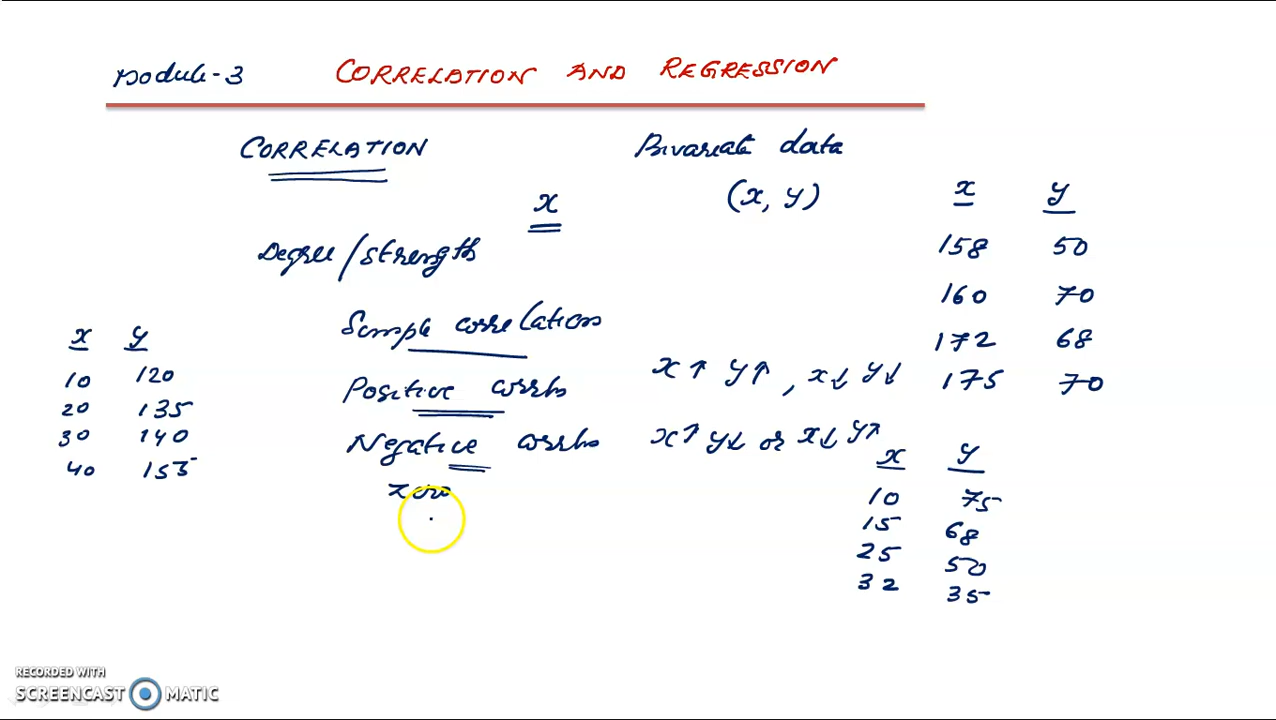 Module-3 CORRELATION AND REGRESSION
CORRELATION Bivariate data
x (x, y) x y
Degree/strength 158 50
160 70
Simple correlation
x y 172 68
10 120 Positive corrln x↑ y↑, x↓ y↓ 175 70
20 135
30 140 Negative corrln x↑ y↓ or x↓ y↑
40 155 x y
zero 10 75
15 68
25 50
32 35
RECORDED WITH
SCREENCAST MATIC